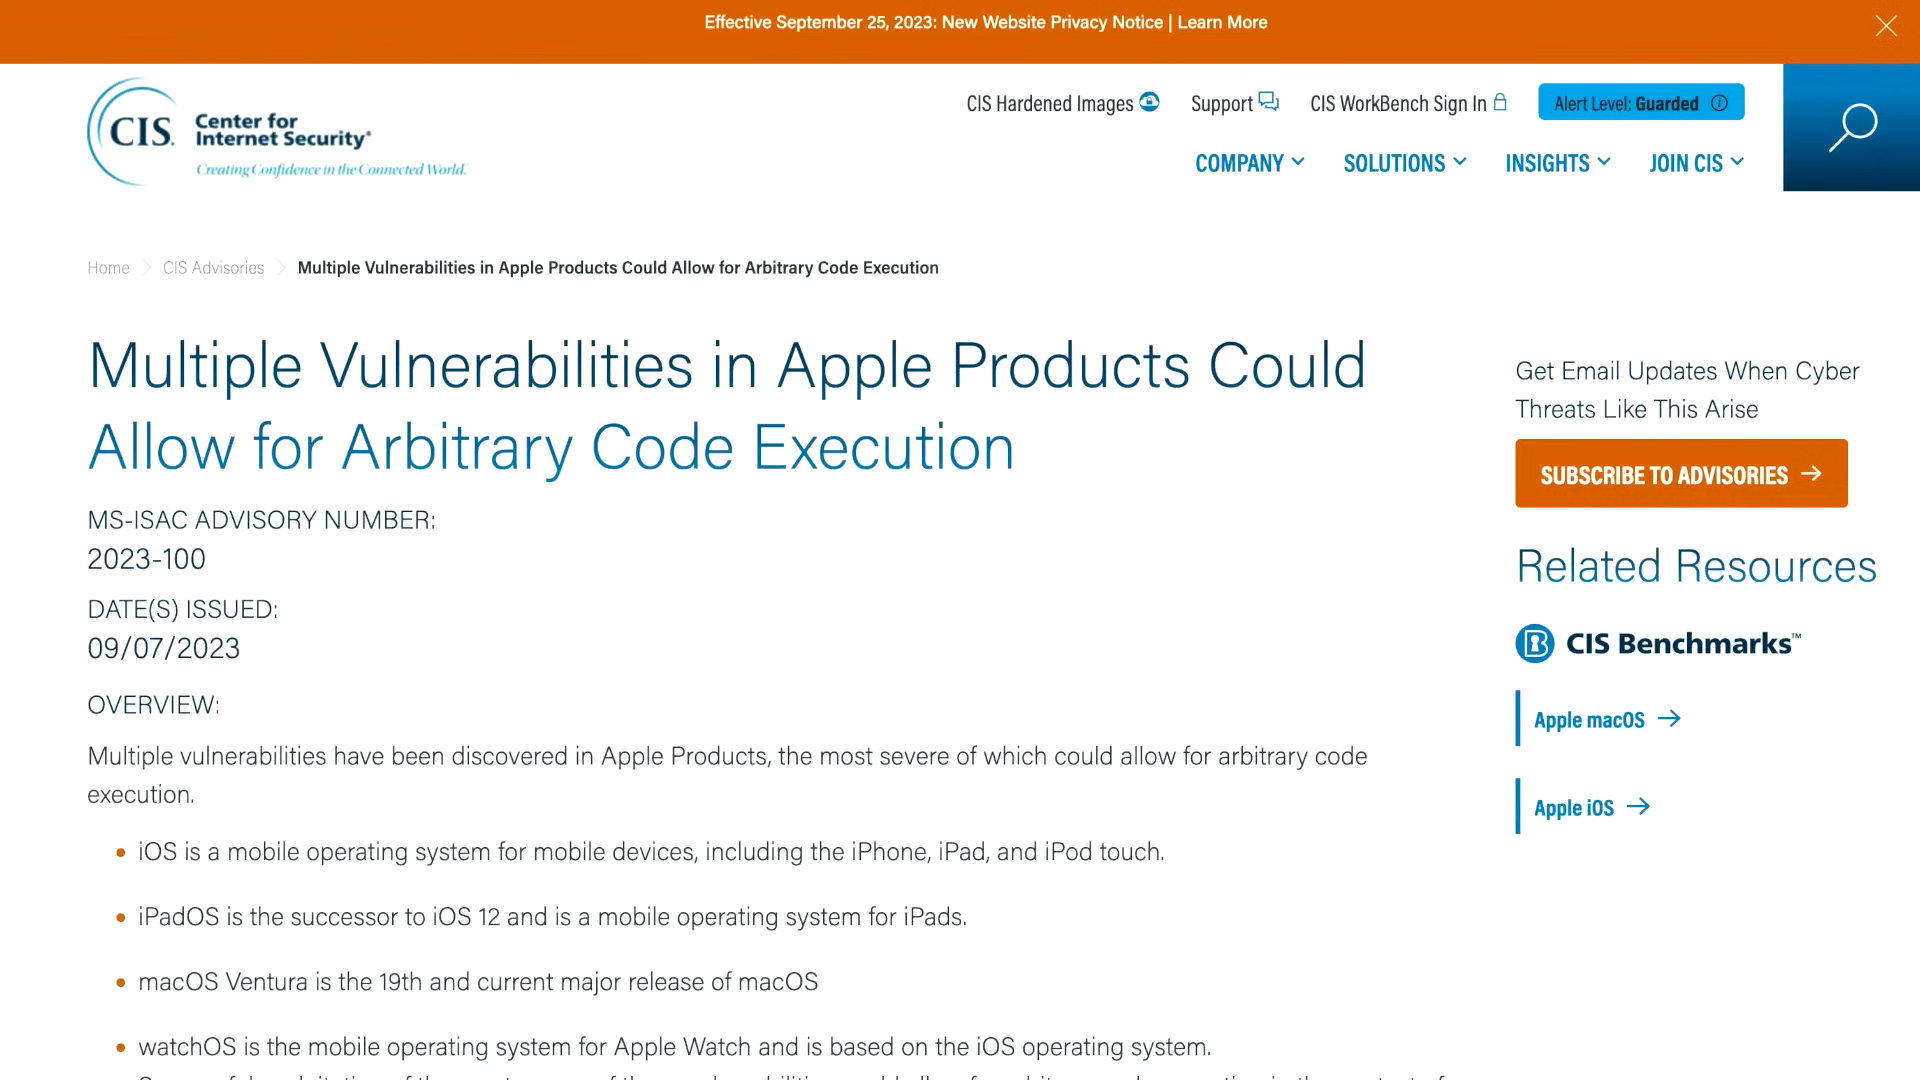 Effective September 25, 2023: New Website Privacy Notice | Learn More
CIS Hardened Images
Support
CIS WorkBench Sign In
Alert Level: Guarded
CIS. Center for Internet Security®
Creating Confidence in the Connected World.™
COMPANY
SOLUTIONS
INSIGHTS
JOIN CIS
Home
CIS Advisories
Multiple Vulnerabilities in Apple Products Could Allow for Arbitrary Code Execution
Multiple Vulnerabilities in Apple Products Could
Allow for Arbitrary Code Execution
MS-ISAC ADVISORY NUMBER:
2023-100
DATE(S) ISSUED:
09/07/2023
OVERVIEW:
Multiple vulnerabilities have been discovered in Apple Products, the most severe of which could allow for arbitrary code
execution.
iOS is a mobile operating system for mobile devices, including the iPhone, iPad, and iPod touch.
iPadOS is the successor to iOS 12 and is a mobile operating system for iPads.
macOS Ventura is the 19th and current major release of macOS
watchOS is the mobile operating system for Apple Watch and is based on the iOS operating system.
Get Email Updates When Cyber
Threats Like This Arise
SUBSCRIBE TO ADVISORIES
Related Resources
CIS Benchmarks™
Apple macOS
Apple iOS